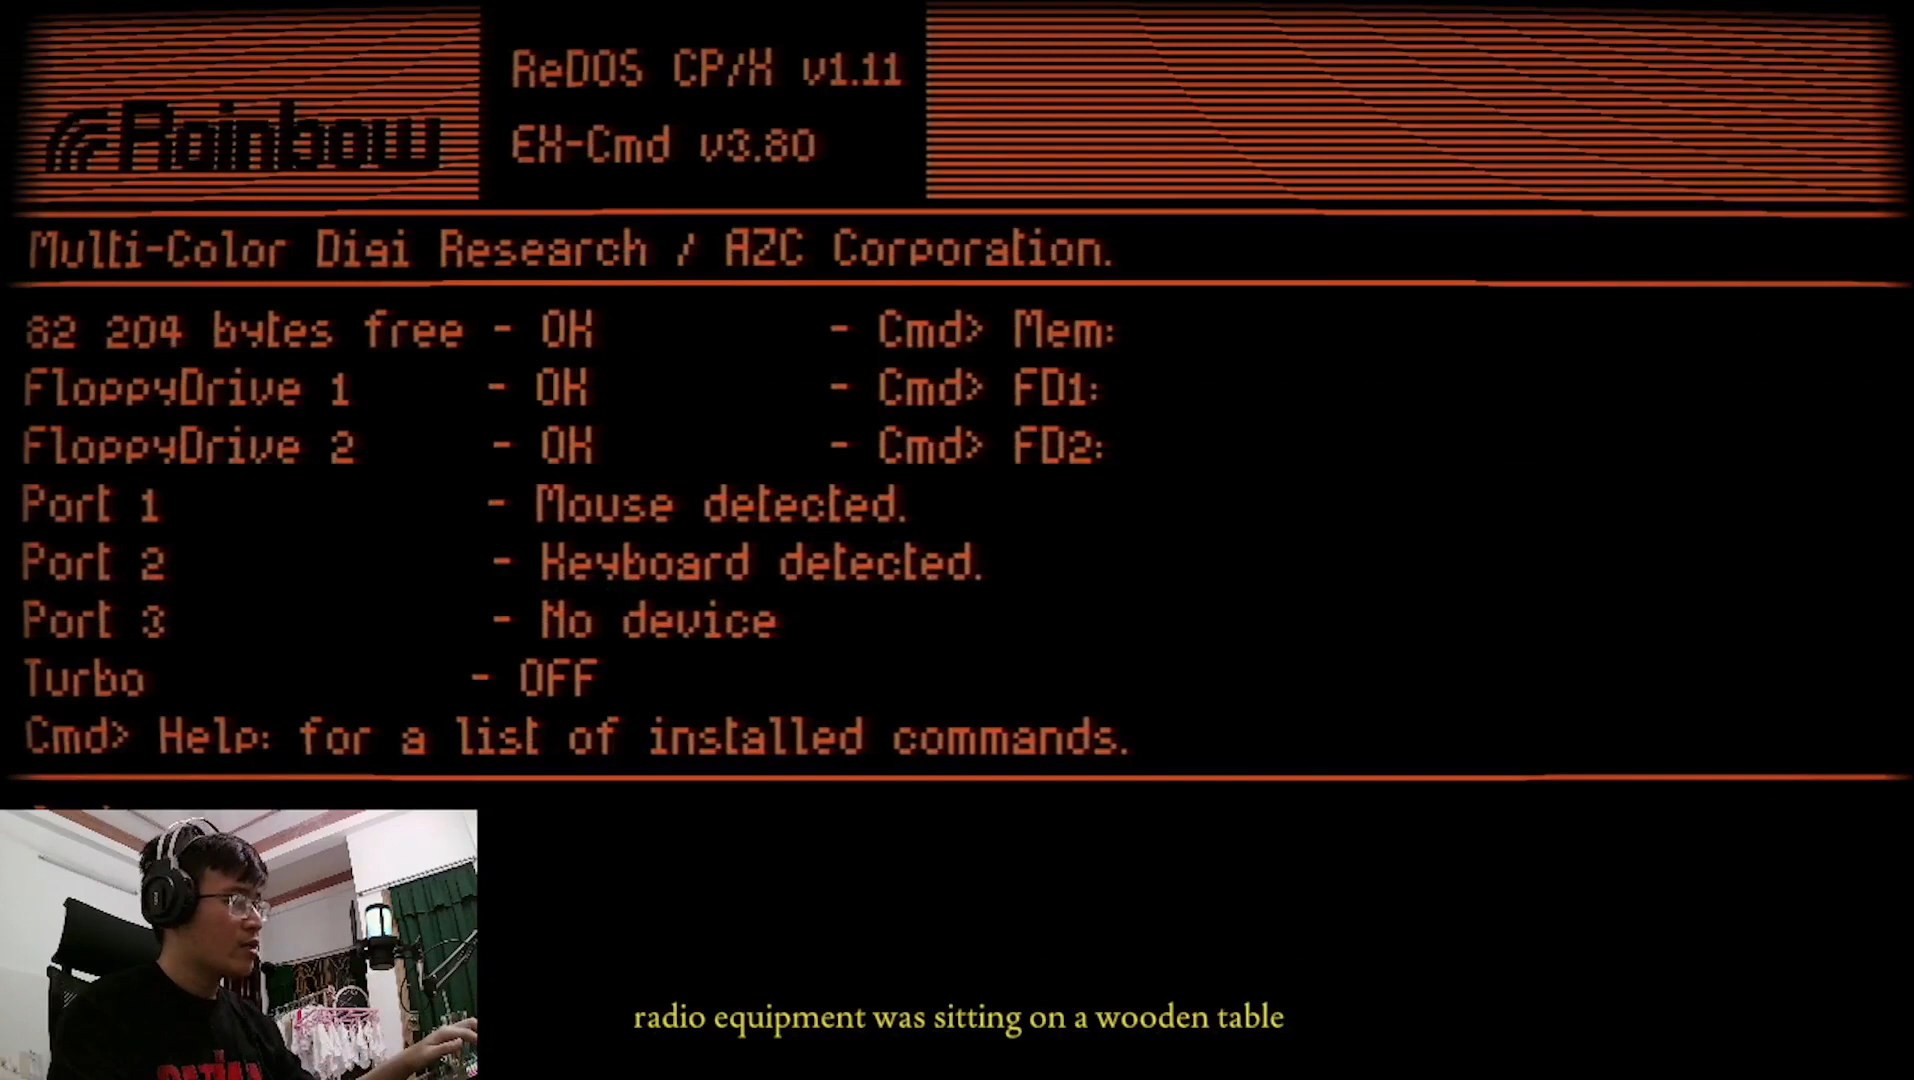 Rainbow
ReDOS CP/X v1.11
EX-Cmd v3.80
Multi-Color Digi Research / AZC Corporation.
82 204 bytes free - OK - Cmd> Mem:
FloppyDrive 1 - OK - Cmd> FD1:
FloppyDrive 2 - OK - Cmd> FD2:
Port 1 - Mouse detected.
Port 2 - Keyboard detected.
Port 3 - No device
Turbo - OFF
Cmd> Help: for a list of installed commands.
radio equipment was sitting on a wooden table